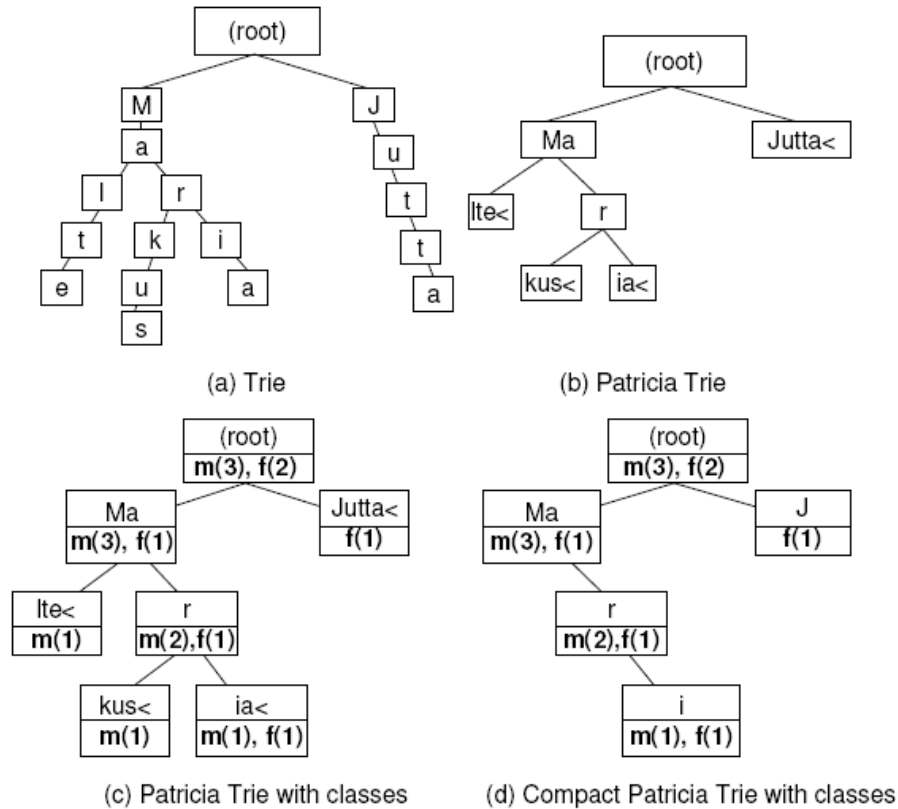 (root)
M
J
a
u
l
r
t
t
k
i
t
e
u
a
a
s
(a) Trie
(root)
Ma
Jutta<
lte<
r
kus<
ia<
(b) Patricia Trie
(root)
m(3), f(2)
Ma
m(3), f(1)
Jutta<
f(1)
lte<
m(1)
r
m(2),f(1)
kus<
m(1)
ia<
m(1), f(1)
(c) Patricia Trie with classes
(root)
m(3), f(2)
Ma
m(3), f(1)
J
f(1)
r
m(2),f(1)
i
m(1), f(1)
(d) Compact Patricia Trie with classes